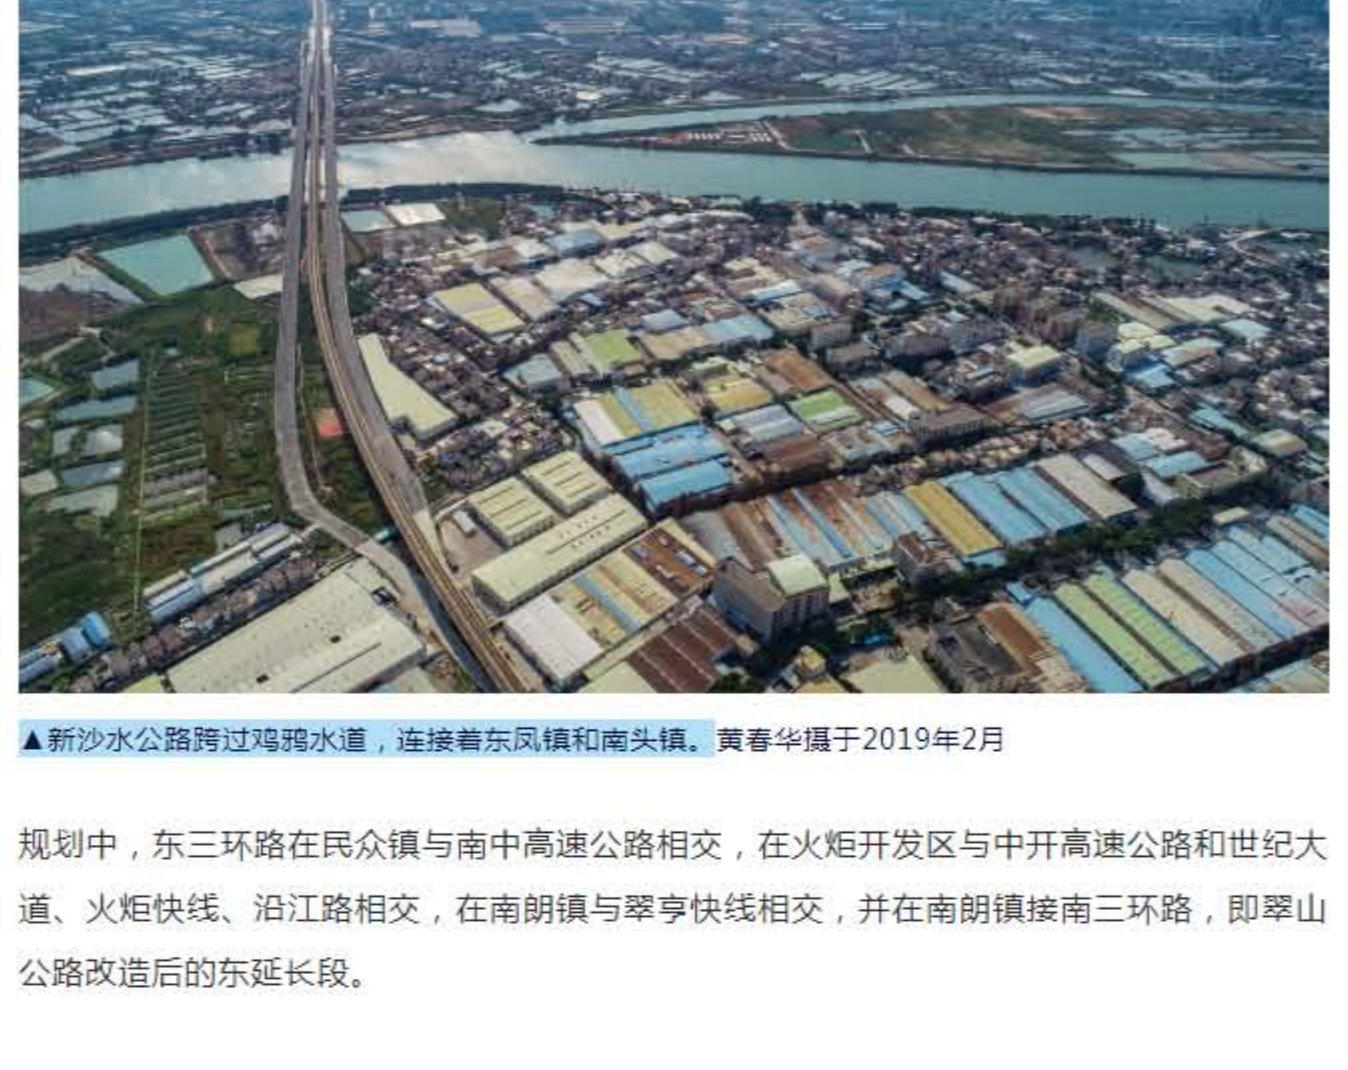 ▲新沙水公路跨过鸡鸦水道，连接着东凤镇和南头镇。黄春华摄于2019年2月
规划中，东三环路在民众镇与南中高速公路相交，在火炬开发区与中开高速公路和世纪大
道、火炬快线、沿江路相交，在南朗镇与翠亨快线相交，并在南朗镇接南三环路，即翠山
公路改造后的东延长段。